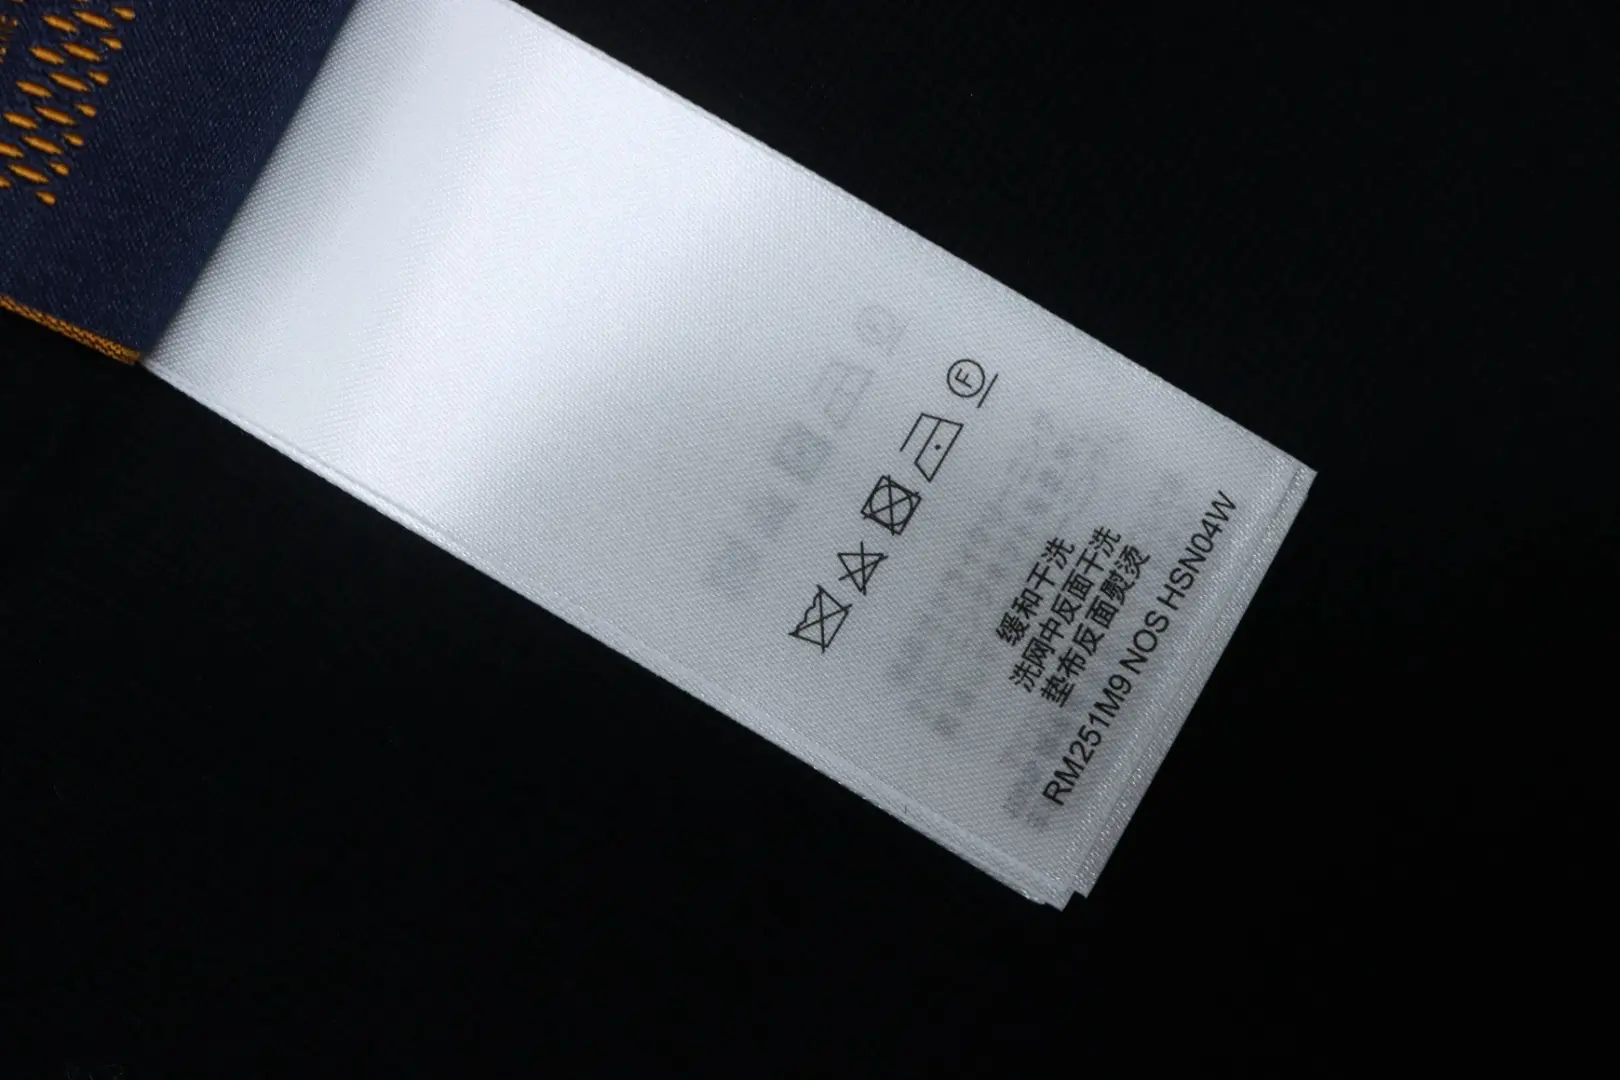 F
缓和干洗
洗网中反面干洗
垫布反面熨烫
RM251M9 NOS HSN04W